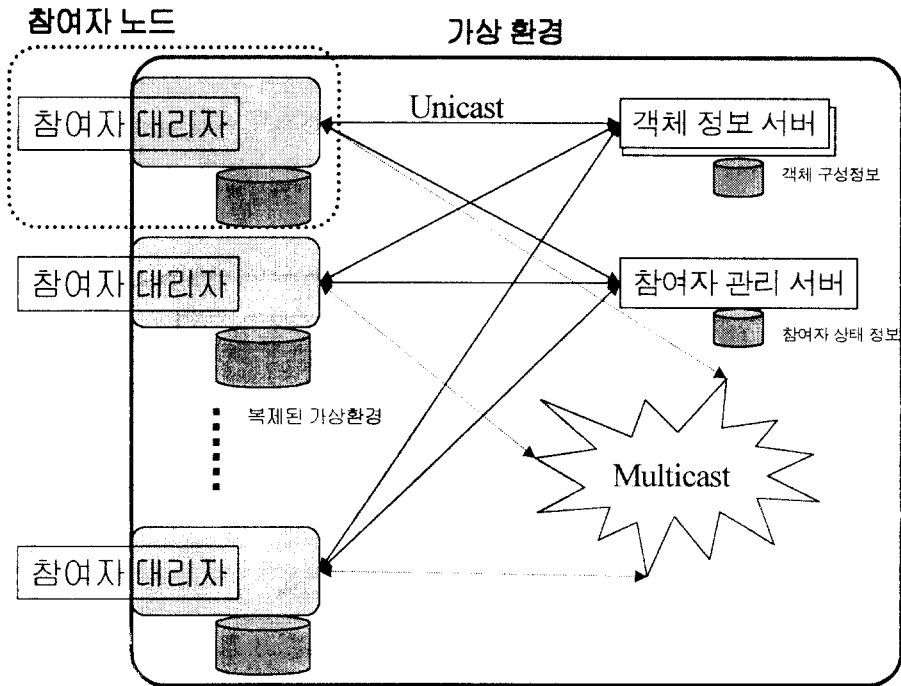 참여자 노드
가상 환경
참여자 대리자
Unicast
객체 정보 서버
객체 구성정보
참여자 대리자
참여자 관리 서버
참여자 상태 정보
복제된 가상환경
Multicast
참여자 대리자